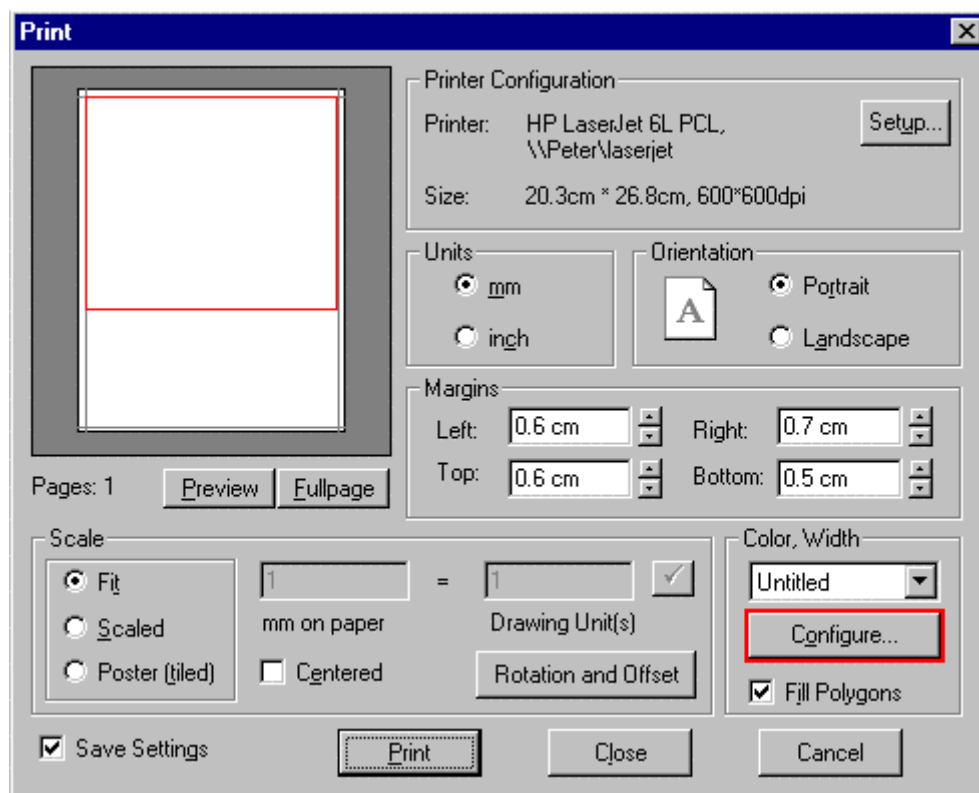 Print
Printer Configuration
Printer: HP LaserJet 6L PCL,
\\Peter\laserjet
Setup...
Size: 20.3cm * 26.8cm, 600*600dpi
Units
mm
inch
Orientation
A
Portrait
Landscape
Margins
Left: 0.6 cm
Right: 0.7 cm
Top: 0.6 cm
Bottom: 0.5 cm
Pages: 1
Preview
Fullpage
Scale
Fit
Scaled
Poster (tiled)
1 = 1
mm on paper
Drawing Unit(s)
Centered
Rotation and Offset
Color, Width
Untitled
Configure...
Fill Polygons
Save Settings
Print
Close
Cancel